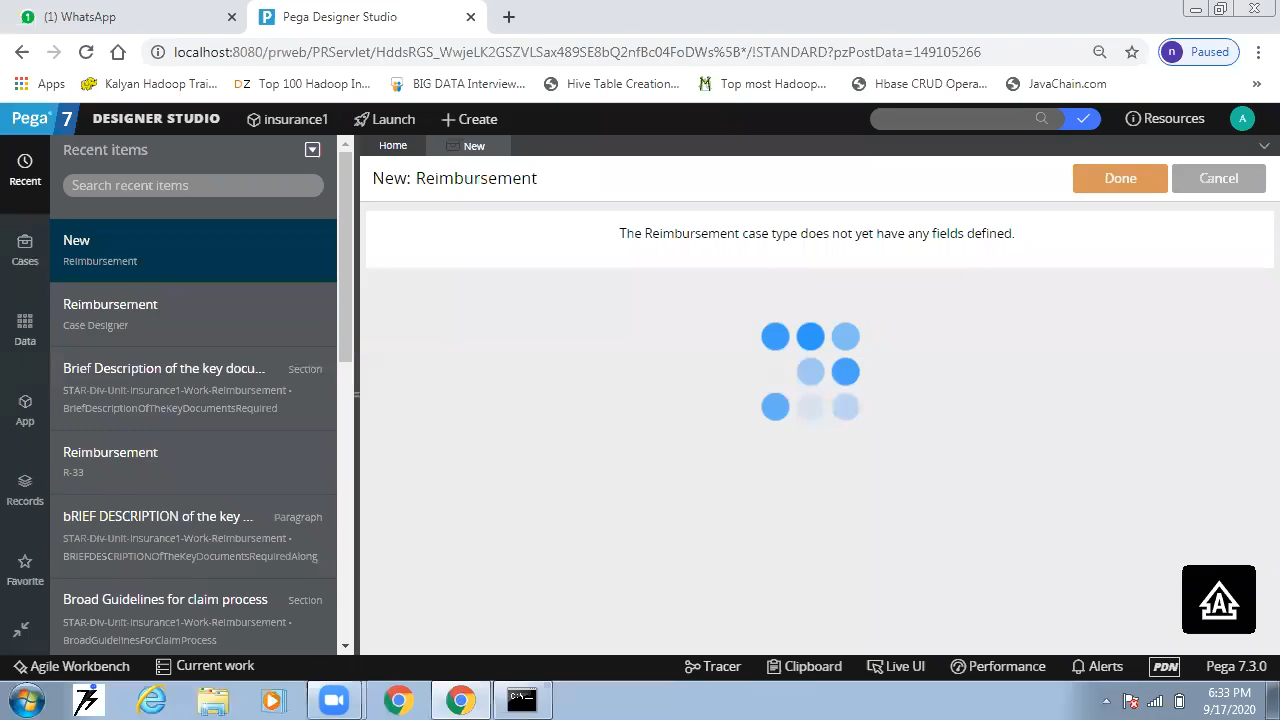 (1) WhatsApp
Pega Designer Studio
localhost:8080/prweb/PRServlet/HddsRGS_WwjeLK2GSZVLSax489SE8bQ2nfBc04FoDWs%5B*/!STANDARD?pzPostData=149105266
n Paused
Apps
Kalyan Hadoop Trai...
DZ Top 100 Hadoop In...
BIG DATA Interview...
Hive Table Creation...
Top most Hadoop...
Hbase CRUD Opera...
JavaChain.com
»
Pega 7 DESIGNER STUDIO
insurance1
Launch
Create
Resources
A
Recent items
Search recent items
Recent
Cases
Data
App
Records
Favorite
New
Reimbursement
Reimbursement
Case Designer
Brief Description of the key docu... Section
STAR-Div-Unit-Insurance1-Work-Reimbursement •
BriefDescriptionOfTheKeyDocumentsRequired
Reimbursement
R-33
bRIEF DESCRIPTION of the key ... Paragraph
STAR-Div-Unit-Insurance1-Work-Reimbursement •
BRIEFDESCRIPTIONOfTheKeyDocumentsRequiredAlong
Broad Guidelines for claim process Section
STAR-Div-Unit-Insurance1-Work-Reimbursement •
BroadGuidelinesForClaimProcess
Home
New
New: Reimbursement
Done
Cancel
The Reimbursement case type does not yet have any fields defined.
A
Agile Workbench
Current work
Tracer
Clipboard
Live UI
Performance
Alerts
PDN
Pega 7.3.0
6:33 PM
9/17/2020